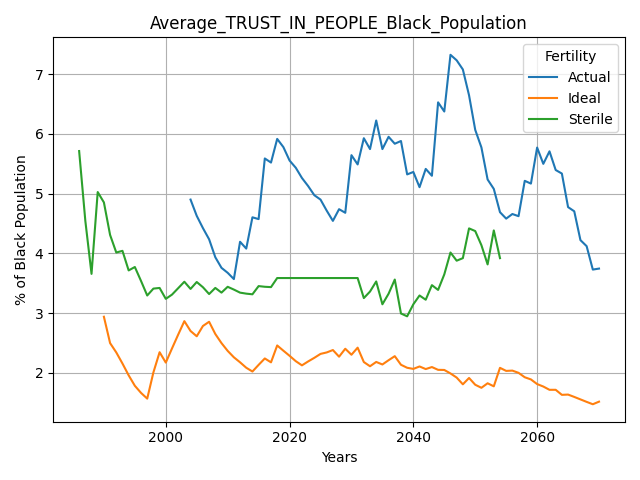 Average_TRUST_IN_PEOPLE_Black_Population
Fertility
Actual
Ideal
Sterile
% of Black Population
7
6
5
4
3
2
2000
2020
2040
2060
Years